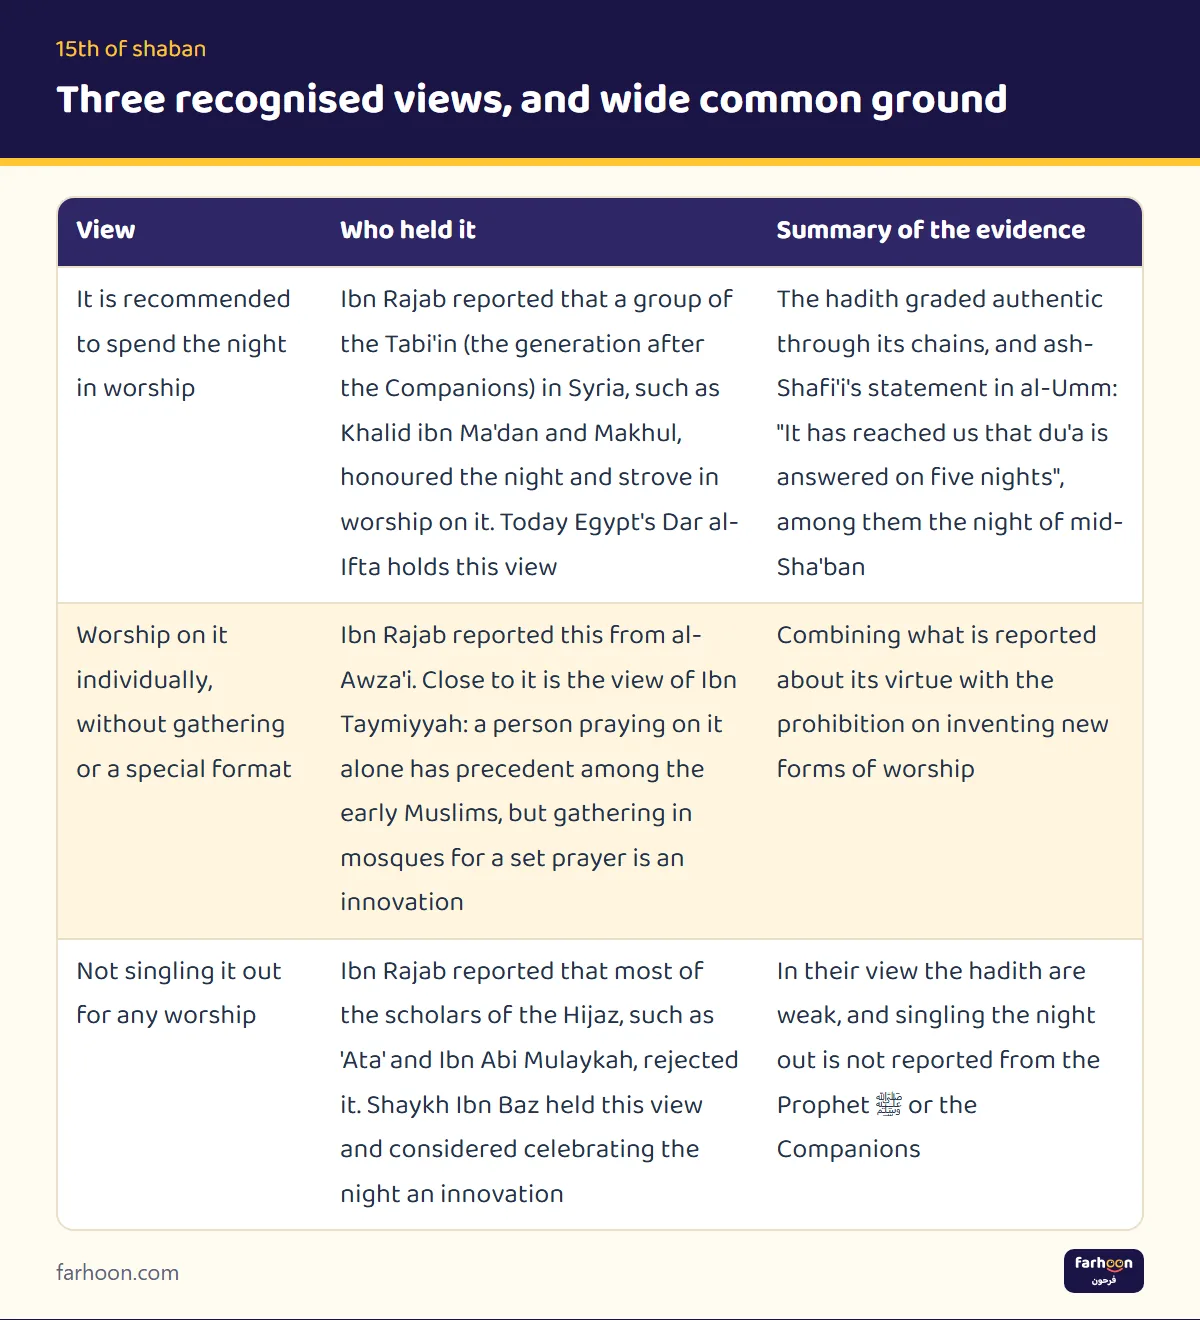 15th of shaban
Three recognised views, and wide common ground
View
Who held it
Summary of the evidence
It is recommended
to spend the night
in worship
Ibn Rajab reported that a group of
the Tabi'in (the generation after
the Companions) in Syria, such as
Khalid ibn Ma'dan and Makhul,
honoured the night and strove in
worship on it. Today Egypt's Dar al-
Ifta holds this view
The hadith graded authentic
through its chains, and ash-
Shafi'i's statement in al-Umm:
"It has reached us that du'a is
answered on five nights",
among them the night of mid-
Sha'ban
Worship on it
individually,
without gathering
or a special format
Ibn Rajab reported this from al-
Awza'i. Close to it is the view of Ibn
Taymiyyah: a person praying on it
alone has precedent among the
early Muslims, but gathering in
mosques for a set prayer is an
innovation
Combining what is reported
about its virtue with the
prohibition on inventing new
forms of worship
Not singling it out
for any worship
Ibn Rajab reported that most of
the scholars of the Hijaz, such as
'Ata' and Ibn Abi Mulaykah, rejected
it. Shaykh Ibn Baz held this view
and considered celebrating the
night an innovation
In their view the hadith are
weak, and singling the night
out is not reported from the
Prophet ﷺ or the
Companions
farhoon.com
farhoon
فرحون